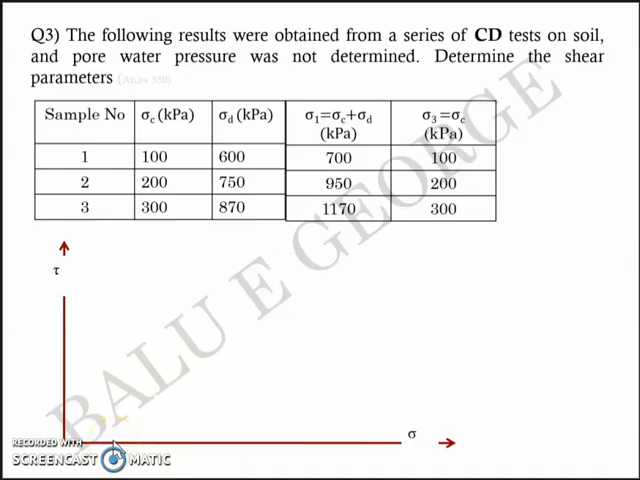 Q3) The following results were obtained from a series of CD tests on soil,
and pore water pressure was not determined. Determine the shear
parameters (Arora 550)
Sample No σc (kPa) σd (kPa) σ1=σc+σd (kPa) σ3 =σc (kPa)
1 100 600 700 100
2 200 750 950 200
3 300 870 1170 300
τ
BALU E GEORGE
σ
RECORDED WITH
SCREENCAST MATIC